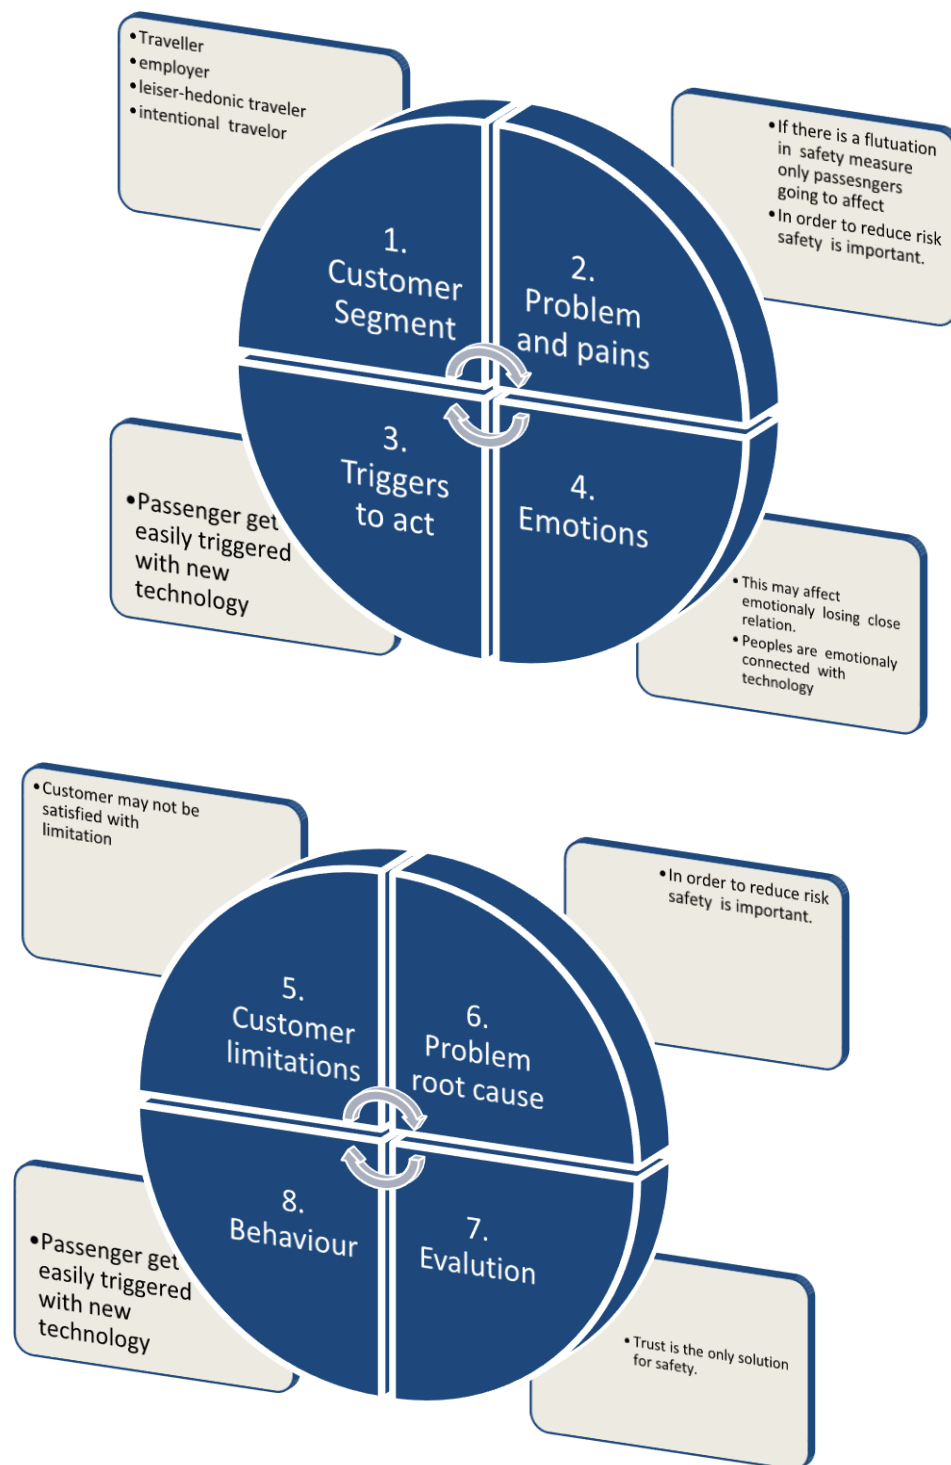 •Traveller
•employer
•leiser-hedonic traveler
•intentional travelor
•If there is a flutuation
in safety measure
only passesngers
going to affect
•In order to reduce risk
safety is important.
1.
Customer
Segment
2.
Problem
and pains
3.
Triggers
to act
4.
Emotions
•Passenger get
easily triggered
with new
technology
•This may affect
emotionaly losing close
relation.
•Peoples are emotionaly
connected with
technology
•Customer may not be
satisfied with
limitation
•In order to reduce risk
safety is important.
5.
Customer
limitations
6.
Problem
root cause
8.
Behaviour
7.
Evalution
•Passenger get
easily triggered
with new
technology
•Trust is the only solution
for safety.